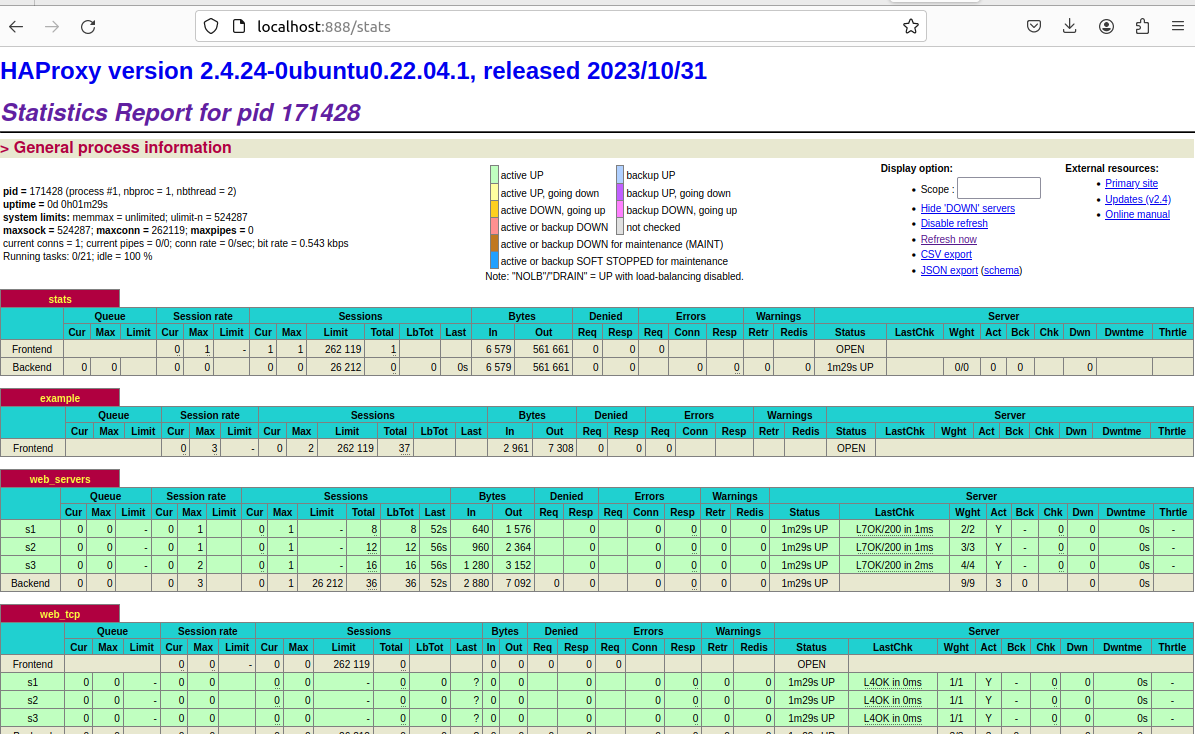 localhost:888/stats
HAProxy version 2.4.24-0ubuntu0.22.04.1, released 2023/10/31
Statistics Report for pid 171428
> General process information
pid = 171428 (process #1, nbproc = 1, nbthread = 2)
uptime = 0d 0h01m29s
system limits: memmax = unlimited; ulimit-n = 524287
maxsock = 524287; maxconn = 262119; maxpipes = 0
current conns = 1; current pipes = 0/0; conn rate = 0/sec; bit rate = 0.543 kbps
Running tasks: 0/21; idle = 100 %
active UP
backup UP
active UP, going down
backup UP, going down
active DOWN, going up
backup DOWN, going up
active or backup DOWN
not checked
active or backup DOWN for maintenance (MAINT)
active or backup SOFT STOPPED for maintenance
Note: "NOLB"/"DRAIN" = UP with load-balancing disabled.
Display option:
Scope :
Hide 'DOWN' servers
Disable refresh
Refresh now
CSV export
JSON export (schema)
External resources:
Primary site
Updates (v2.4)
Online manual
stats
Queue Session rate Sessions Bytes Denied Errors Warnings Server
Cur Max Limit Cur Max Limit Cur Max Limit Total LbTot Last In Out Req Resp Req Conn Resp Retr Redis Status LastChk Wght Act Bck Chk Dwn Dwntme Thrtle
Frontend 0 1 - 1 1 262 119 1 6 579 561 661 0 0 0 OPEN
Backend 0 0 0 0 0 0 26 212 0 0 0s 6 579 561 661 0 0 0 0 0 0 1m29s UP 0/0 0 0 0
example
Queue Session rate Sessions Bytes Denied Errors Warnings Server
Cur Max Limit Cur Max Limit Cur Max Limit Total LbTot Last In Out Req Resp Req Conn Resp Retr Redis Status LastChk Wght Act Bck Chk Dwn Dwntme Thrtle
Frontend 0 3 - 0 2 262 119 37 2 961 7 308 0 0 0 OPEN
web_servers
Queue Session rate Sessions Bytes Denied Errors Warnings Server
Cur Max Limit Cur Max Limit Cur Max Limit Total LbTot Last In Out Req Resp Req Conn Resp Retr Redis Status LastChk Wght Act Bck Chk Dwn Dwntme Thrtle
s1 0 0 - 0 1 0 1 - 8 8 52s 640 1 576 0 0 0 0 0 1m29s UP L7OK/200 in 1ms 2/2 Y - 0 0 0s -
s2 0 0 - 0 1 0 1 - 12 12 56s 960 2 364 0 0 0 0 0 1m29s UP L7OK/200 in 1ms 3/3 Y - 0 0 0s -
s3 0 0 - 0 2 0 1 - 16 16 56s 1 280 3 152 0 0 0 0 0 1m29s UP L7OK/200 in 2ms 4/4 Y - 0 0 0s -
Backend 0 0 0 3 0 1 26 212 36 36 52s 2 880 7 092 0 0 0 0 0 0 1m29s UP 9/9 3 0 0 0s
web_tcp
Queue Session rate Sessions Bytes Denied Errors Warnings Server
Cur Max Limit Cur Max Limit Cur Max Limit Total LbTot Last In Out Req Resp Req Conn Resp Retr Redis Status LastChk Wght Act Bck Chk Dwn Dwntme Thrtle
Frontend 0 0 - 0 0 262 119 0 0 0 0 0 0 OPEN
s1 0 0 - 0 0 0 0 - 0 0 ? 0 0 0 0 0 0 0 1m29s UP L4OK in 0ms 1/1 Y - 0 0 0s -
s2 0 0 - 0 0 0 0 - 0 0 ? 0 0 0 0 0 0 0 1m29s UP L4OK in 0ms 1/1 Y - 0 0 0s -
s3 0 0 - 0 0 0 0 - 0 0 ? 0 0 0 0 0 0 0 1m29s UP L4OK in 0ms 1/1 Y - 0 0 0s -